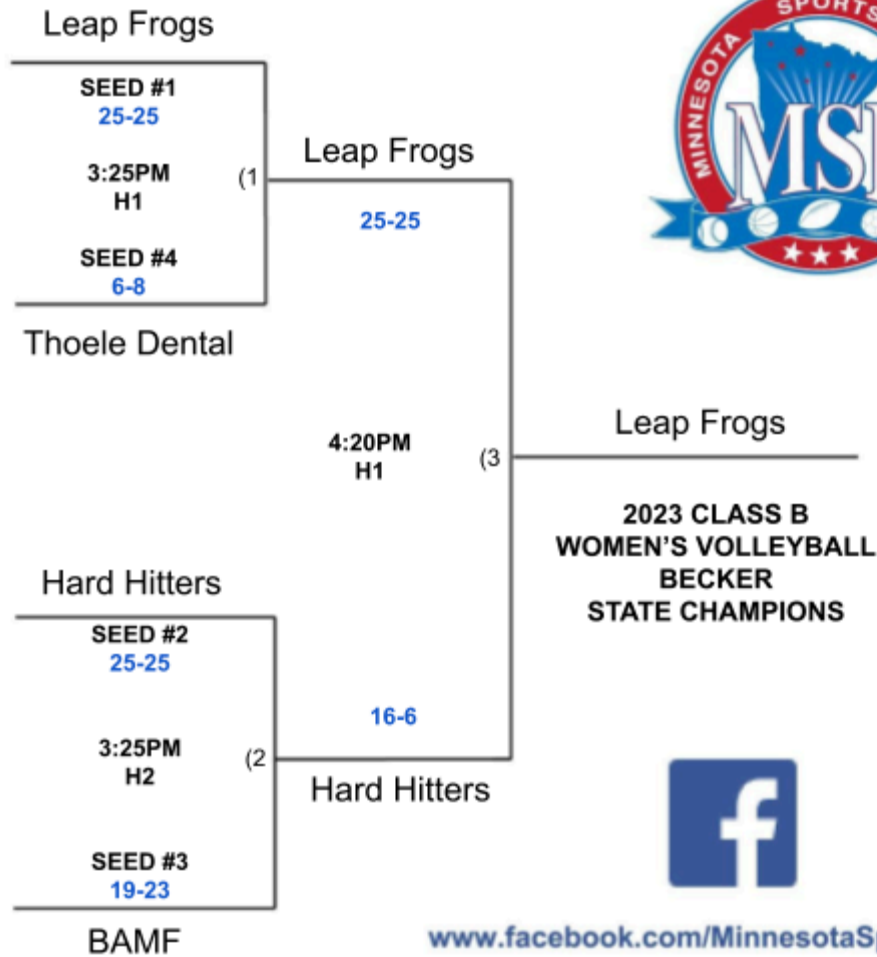 Leap Frogs
SEED #1
25-25
3:25PM
H1
(1
SEED #4
6-8
Thoele Dental
Leap Frogs
25-25
SPORTS
MINNESOTA
4:20PM
H1
(3
Leap Frogs
2023 CLASS B
WOMEN'S VOLLEYBALL
BECKER
STATE CHAMPIONS
Hard Hitters
SEED #2
25-25
3:25PM
H2
(2
SEED #3
19-23
BAMF
16-6
Hard Hitters
f
www.facebook.com/MinnesotaSp